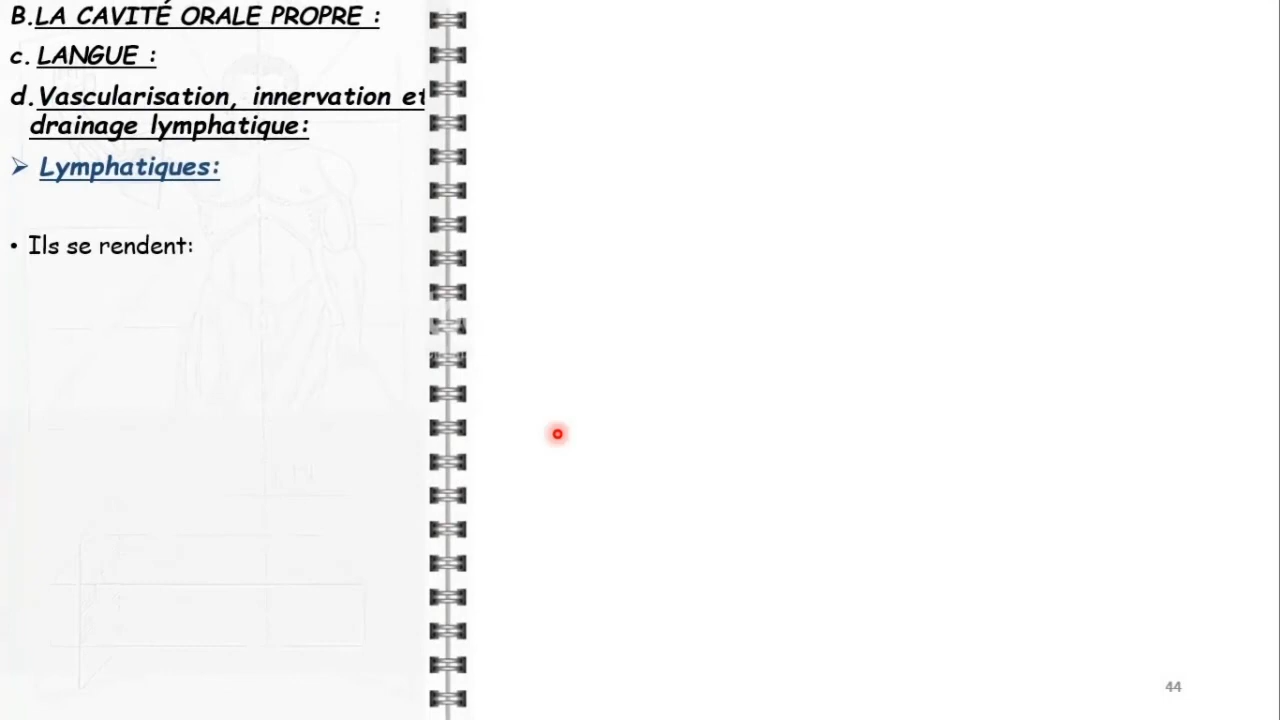 B.LA CAVITÉ ORALE PROPRE :
c. LANGUE :
d.Vascularisation, innervation et
drainage lymphatique:
➢ Lymphatiques:
• Ils se rendent:
44